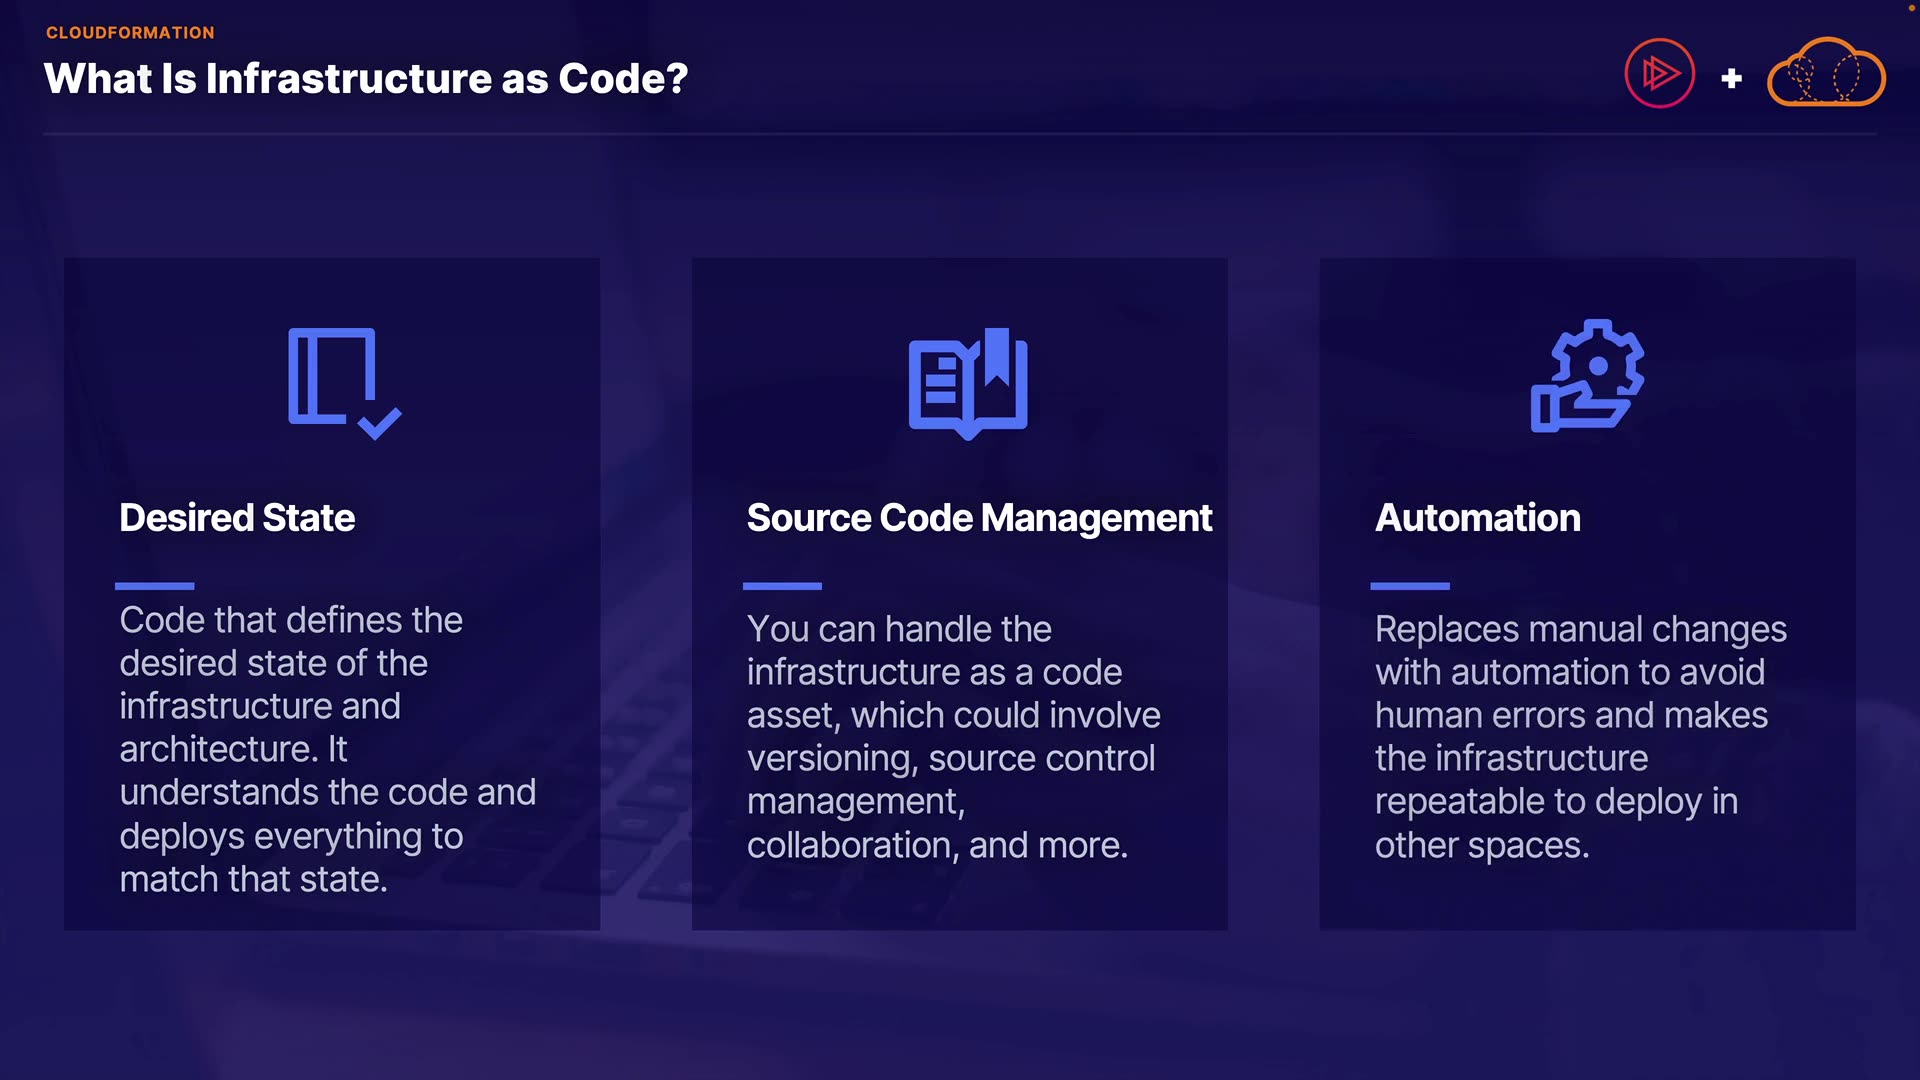 CLOUDFORMATION
What Is Infrastructure as Code?
+
Desired State
Code that defines the
desired state of the
infrastructure and
architecture. It
understands the code and
deploys everything to
match that state.
Source Code Management
You can handle the
infrastructure as a code
asset, which could involve
versioning, source control
management,
collaboration, and more.
Automation
Replaces manual changes
with automation to avoid
human errors and makes
the infrastructure
repeatable to deploy in
other spaces.